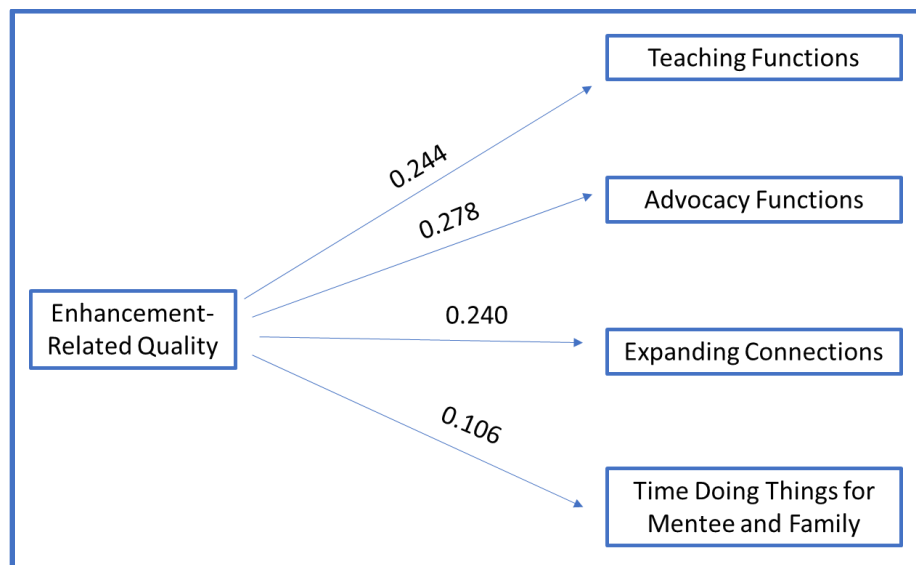 Teaching Functions
0.244
Advocacy Functions
0.278
Enhancement-
Related Quality
0.240
Expanding Connections
0.106
Time Doing Things for
Mentee and Family